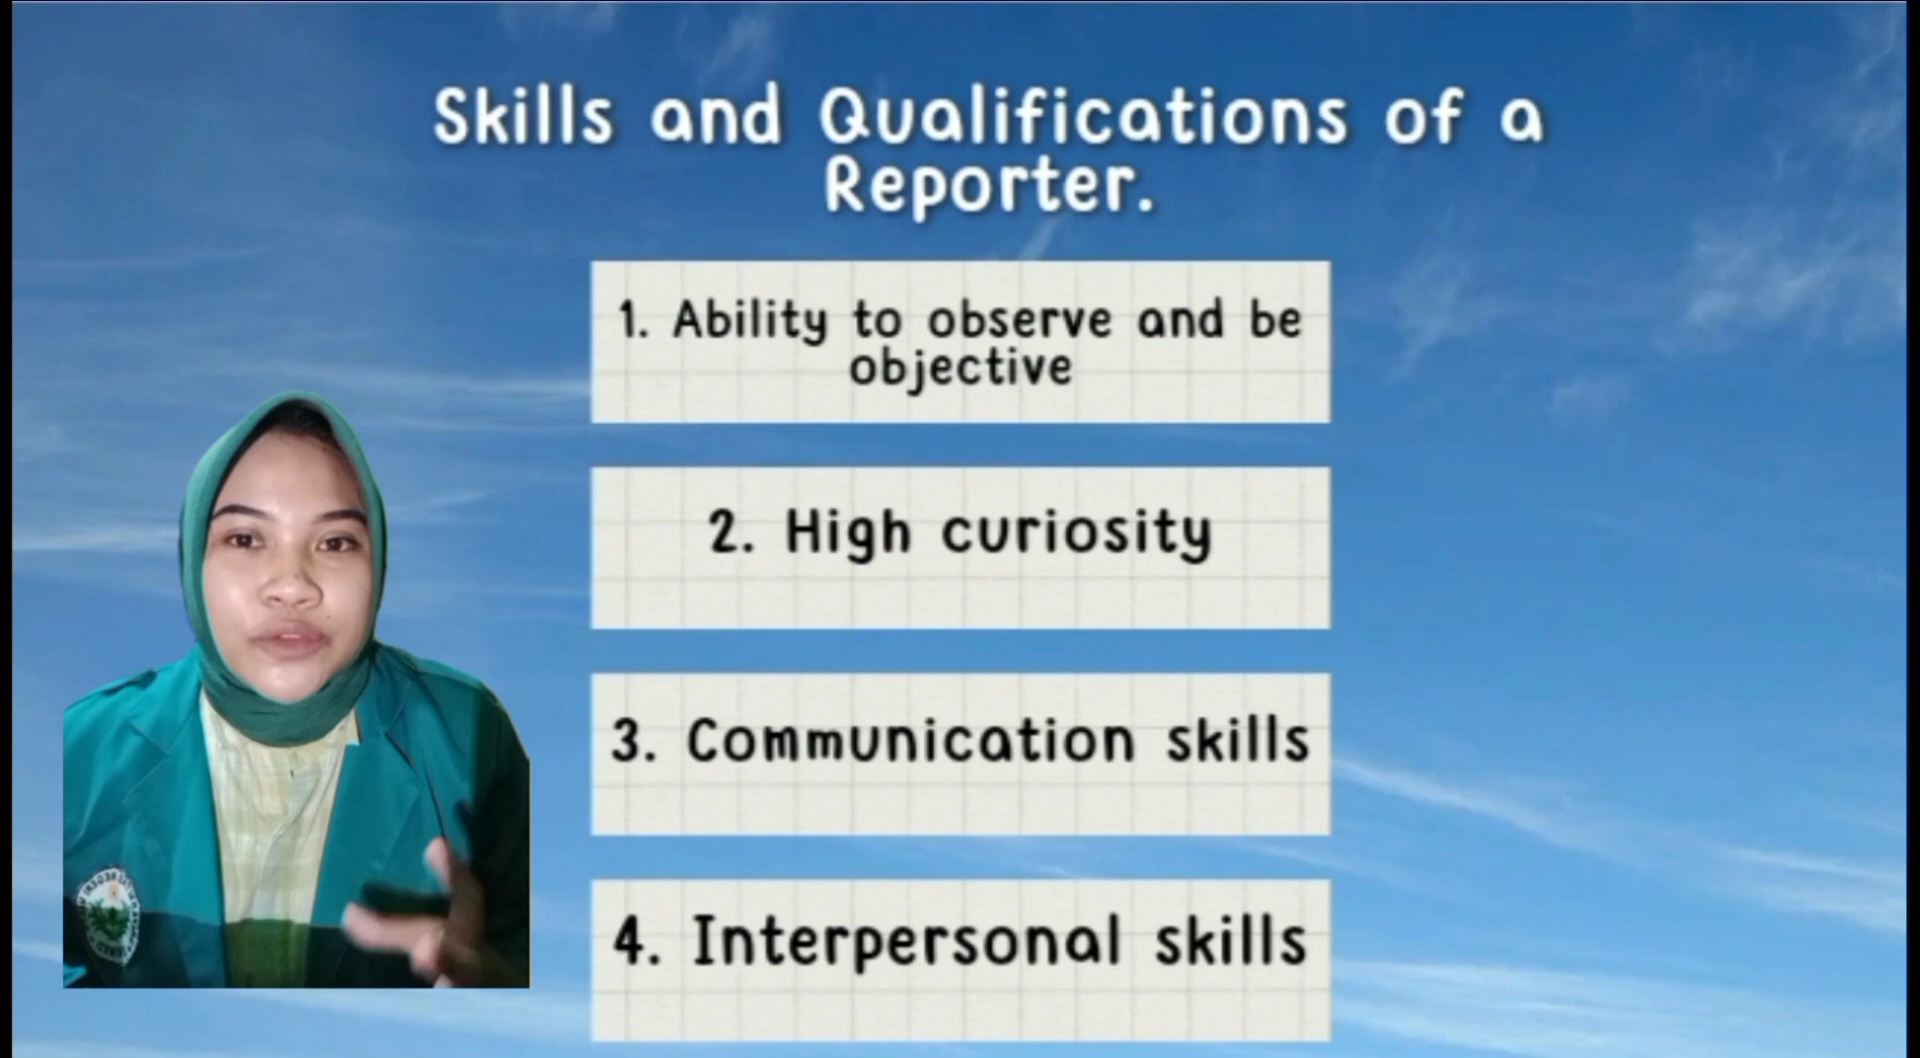 Skills and Qualifications of a
Reporter.
1. Ability to observe and be
objective
2. High curiosity
3. Communication skills
4. Interpersonal skills